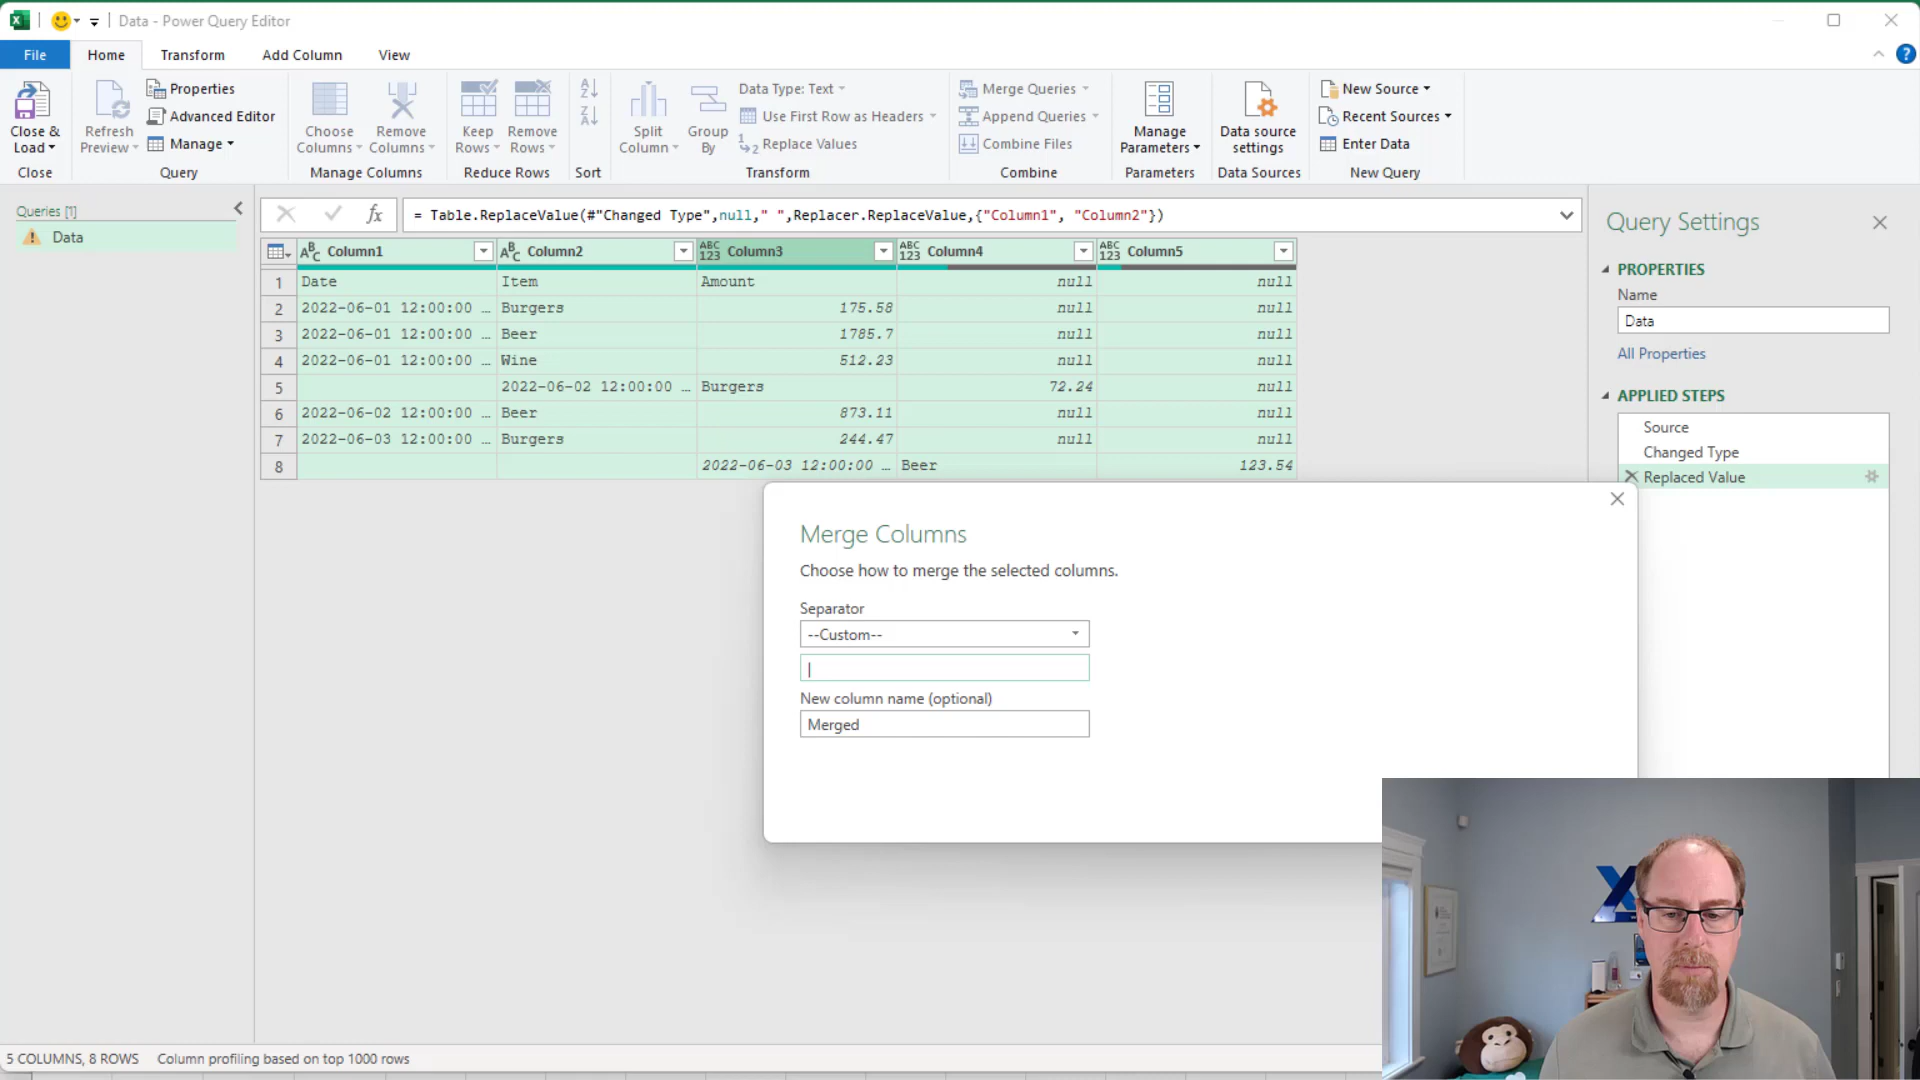 Data - Power Query Editor
File Home Transform Add Column View
Close & Load
Refresh Preview
Properties
Advanced Editor
Manage
Choose Columns
Remove Columns
Keep Rows
Remove Rows
Split Column
Group By
Data Type: Text
Use First Row as Headers
Replace Values
Merge Queries
Append Queries
Combine Files
Manage Parameters
Data source settings
New Source
Recent Sources
Enter Data
Close Query Manage Columns Reduce Rows Sort Transform Combine Parameters Data Sources New Query
Queries [1]
Data
= Table.ReplaceValue(#"Changed Type",null," ",Replacer.ReplaceValue,{"Column1", "Column2"})
Column1 Column2 Column3 Column4 Column5
1 Date Item Amount null null
2 2022-06-01 12:00:00 ... Burgers 175.58 null null
3 2022-06-01 12:00:00 ... Beer 1785.7 null null
4 2022-06-01 12:00:00 ... Wine 512.23 null null
5 2022-06-02 12:00:00 ... Burgers 72.24 null
6 2022-06-02 12:00:00 ... Beer 873.11 null null
7 2022-06-03 12:00:00 ... Burgers 244.47 null null
8 2022-06-03 12:00:00 ... Beer 123.54
Merge Columns
Choose how to merge the selected columns.
Separator
--Custom--
|
New column name (optional)
Merged
Query Settings
PROPERTIES
Name
Data
All Properties
APPLIED STEPS
Source
Changed Type
Replaced Value
5 COLUMNS, 8 ROWS Column profiling based on top 1000 rows